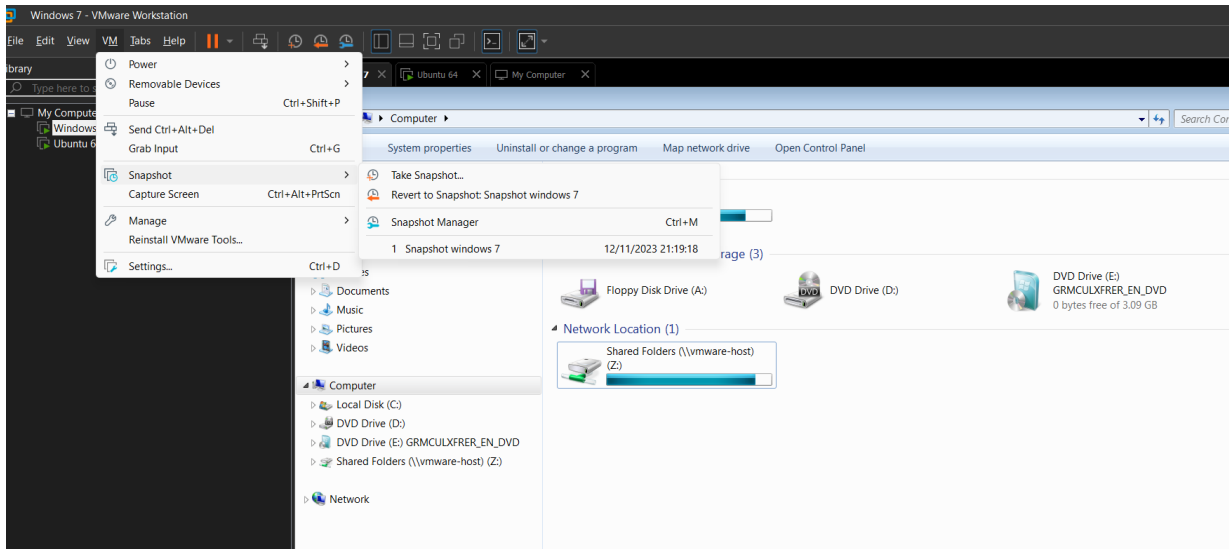 Windows 7 - VMware Workstation
File Edit View VM Tabs Help
Library
Type here to s
My Compute
Windows
Ubuntu 6
Power
Removable Devices
Pause Ctrl+Shift+P
Send Ctrl+Alt+Del
Grab Input Ctrl+G
Snapshot
Capture Screen Ctrl+Alt+PrtScn
Manage
Reinstall VMware Tools...
Settings... Ctrl+D
Take Snapshot...
Revert to Snapshot: Snapshot windows 7
Snapshot Manager Ctrl+M
1 Snapshot windows 7 12/11/2023 21:19:18
7 Ubuntu 64 My Computer
Computer
Search Cor
System properties Uninstall or change a program Map network drive Open Control Panel
rage (3)
Documents
Music
Pictures
Videos
Computer
Local Disk (C:)
DVD Drive (D:)
DVD Drive (E:) GRMCULXFRER_EN_DVD
Shared Folders (\\vmware-host) (Z:)
Network
Floppy Disk Drive (A:)
DVD
DVD Drive (D:)
DVD Drive (E:)
GRMCULXFRER_EN_DVD
0 bytes free of 3.09 GB
Network Location (1)
Shared Folders (\\vmware-host)
(Z:)